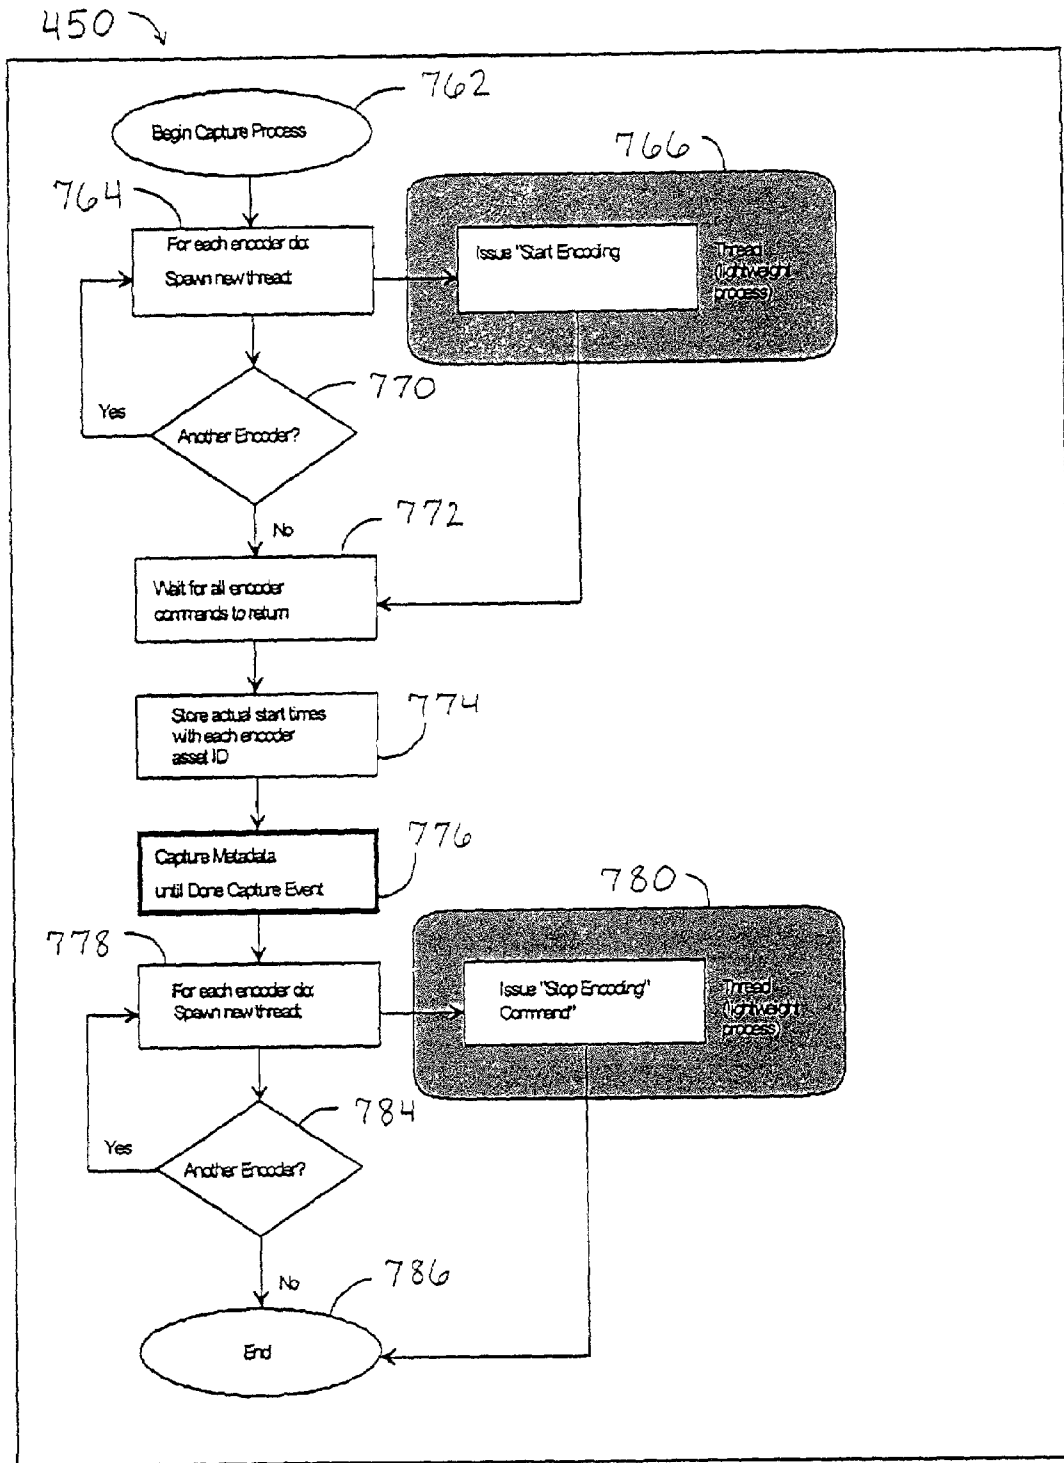 450
762
Begin Capture Process
766
764
For each encoder do:
Spawn new thread:
Issue "Start Encoding
Thread
(lightweight
process)
770
Yes
Another Encoder?
No
772
Wait for all encoder
commands to return
Store actual start times
with each encoder
asset ID
774
Capture Metadata
until Done Capture Event
776
780
778
For each encoder do:
Spawn new thread:
Issue "Stop Encoding"
Command"
Thread
(lightweight
process)
784
Yes
Another Encoder?
No
786
End